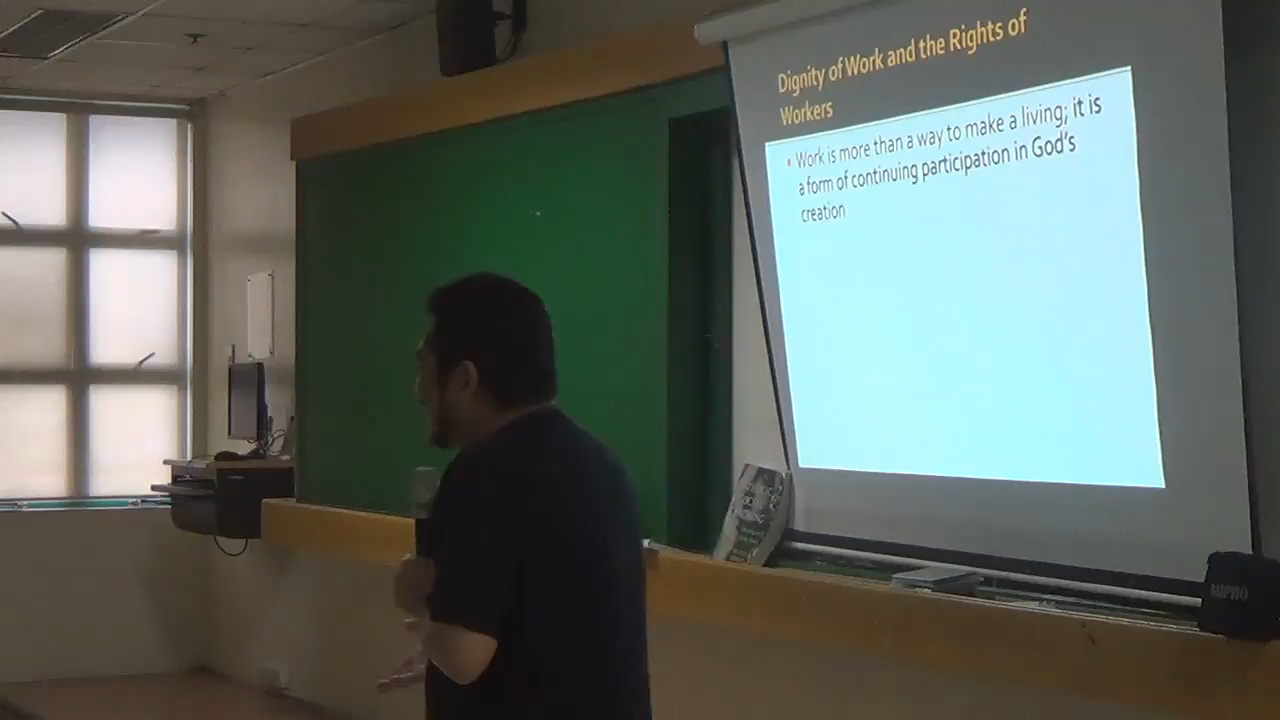 Dignity of Work and the Rights of
Workers
Work is more than a way to make a living; it is
a form of continuing participation in God's
creation
MIPRO